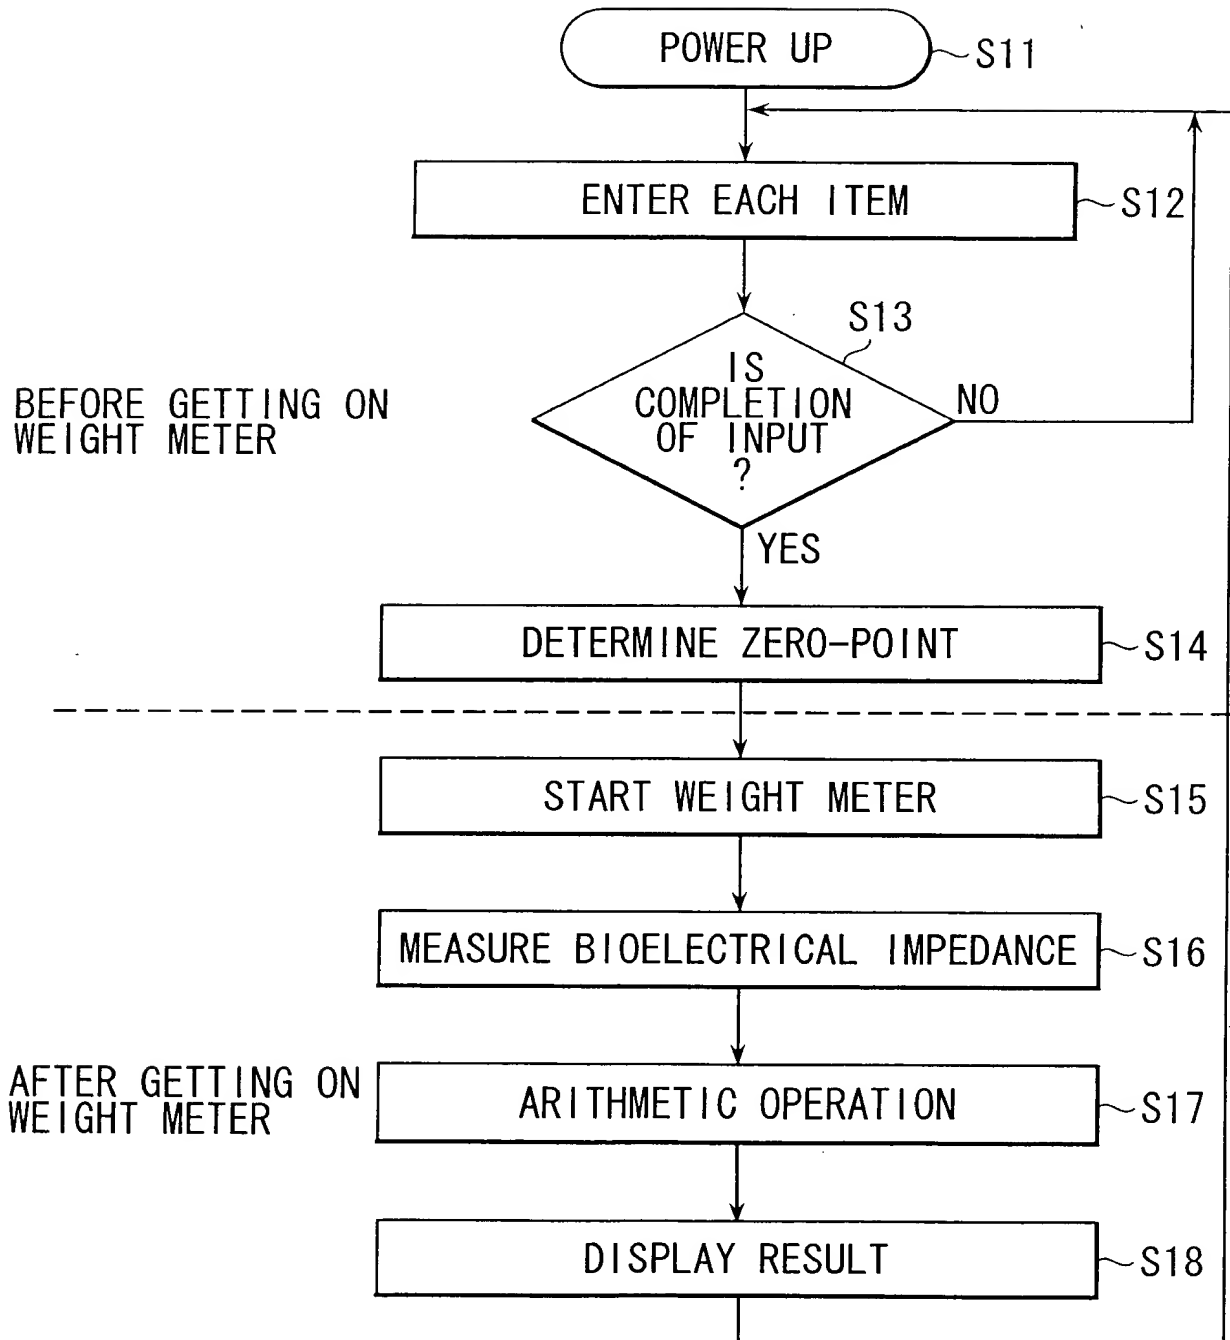 POWER UP
S11
ENTER EACH ITEM
S12
S13
IS
COMPLETION
OF INPUT
?
NO
BEFORE GETTING ON
WEIGHT METER
YES
DETERMINE ZERO-POINT
S14
START WEIGHT METER
S15
MEASURE BIOELECTRICAL IMPEDANCE
S16
AFTER GETTING ON
WEIGHT METER
ARITHMETIC OPERATION
S17
DISPLAY RESULT
S18